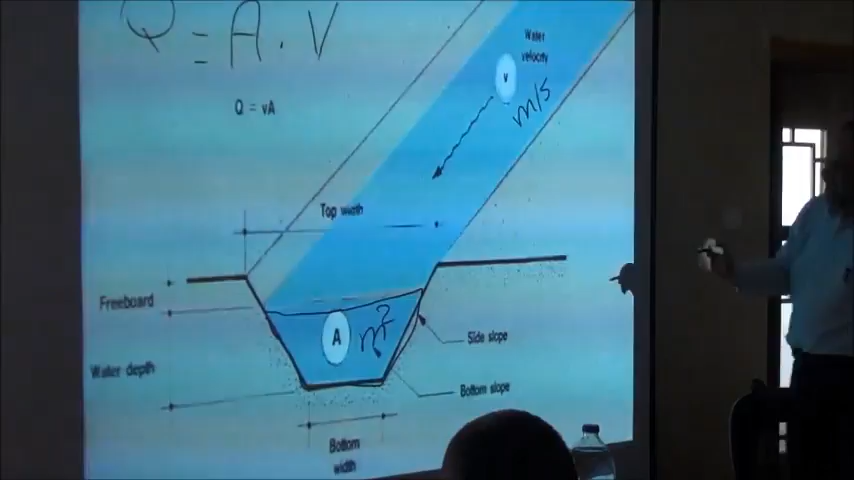 Q = A . V
Water
velocity
v
m/s
Q = vA
Top width
Freeboard
A
m²
Side slope
Water depth
Bottom slope
Bottom
width